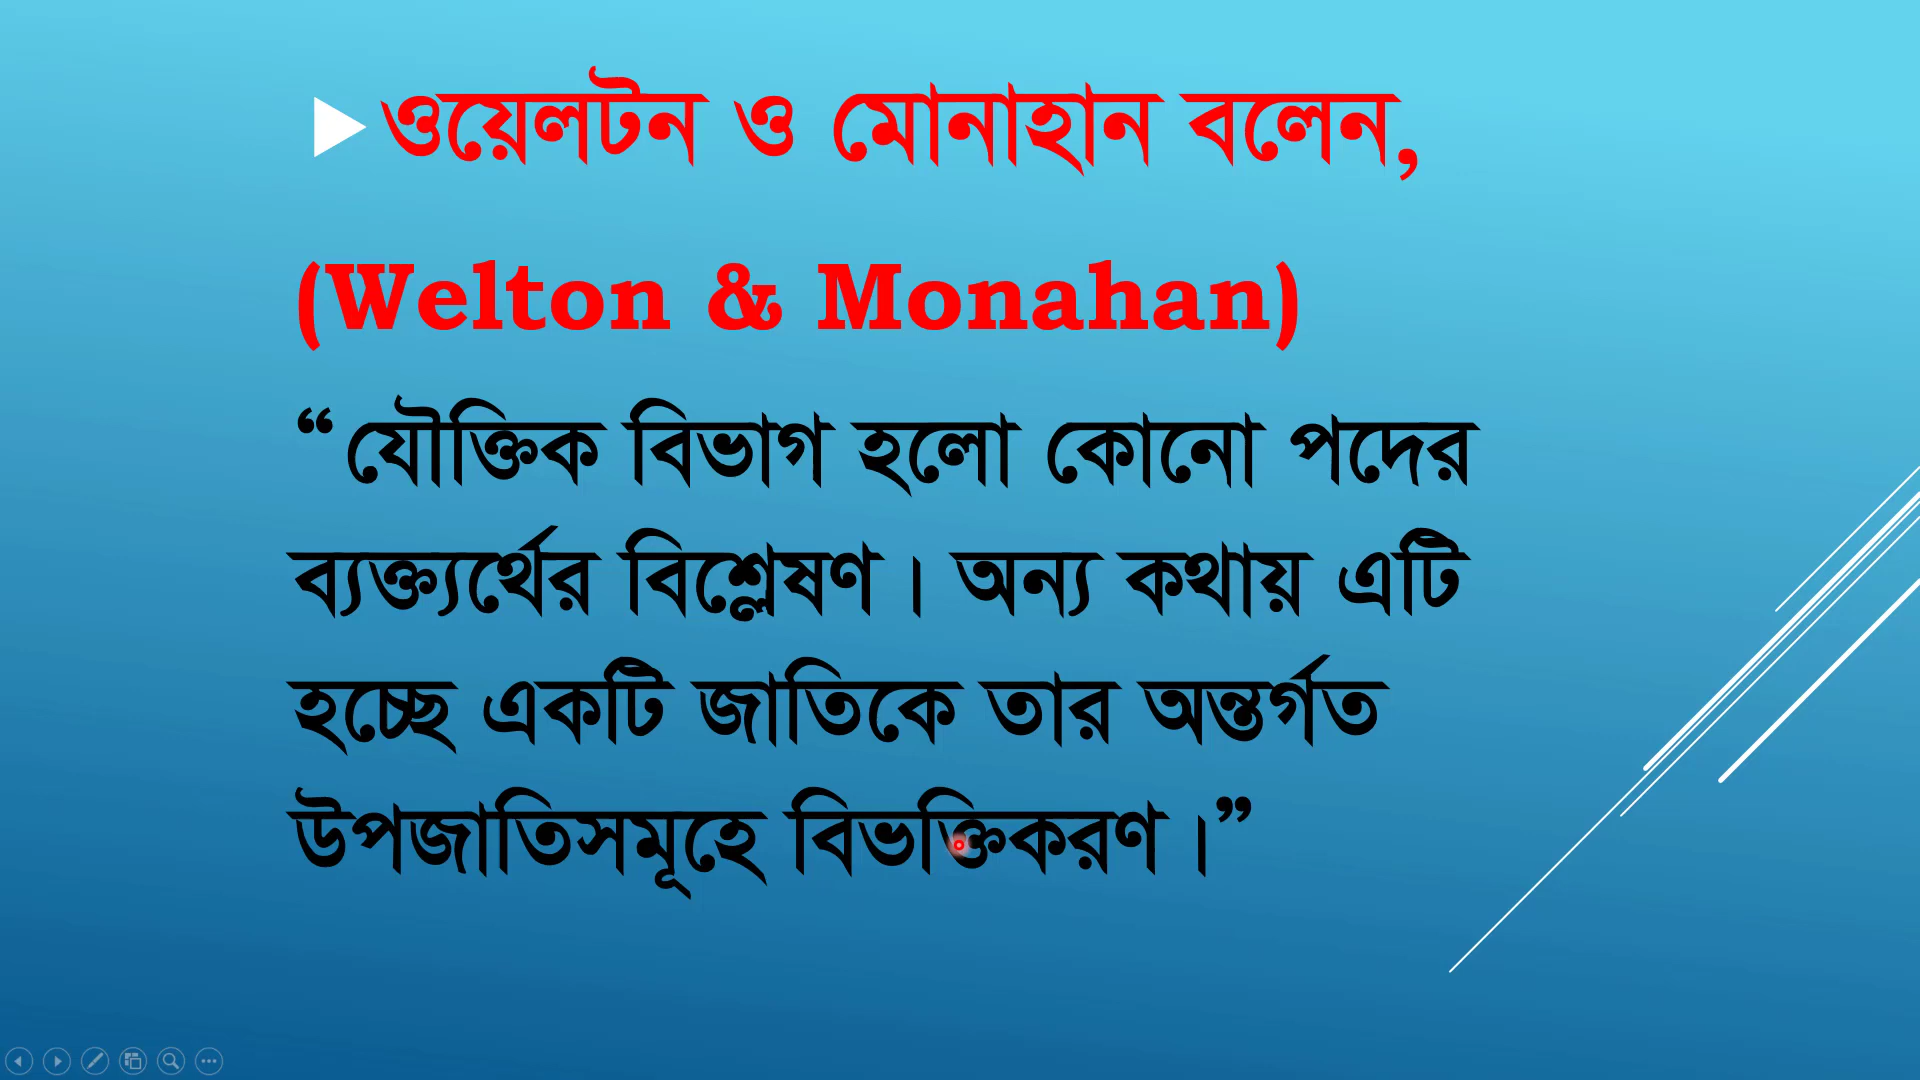 ওয়েলটন ও মোনাহান বলেন,
(Welton & Monahan)
“যৌক্তিক বিভাগ হলো কোনো পদের
ব্যক্ত্যর্থের বিশ্লেষণ। অন্য কথায় এটি
হচ্ছে একটি জাতিকে তার অন্তর্গত
উপজাতিসমূহে বিভক্তিকরণ।”